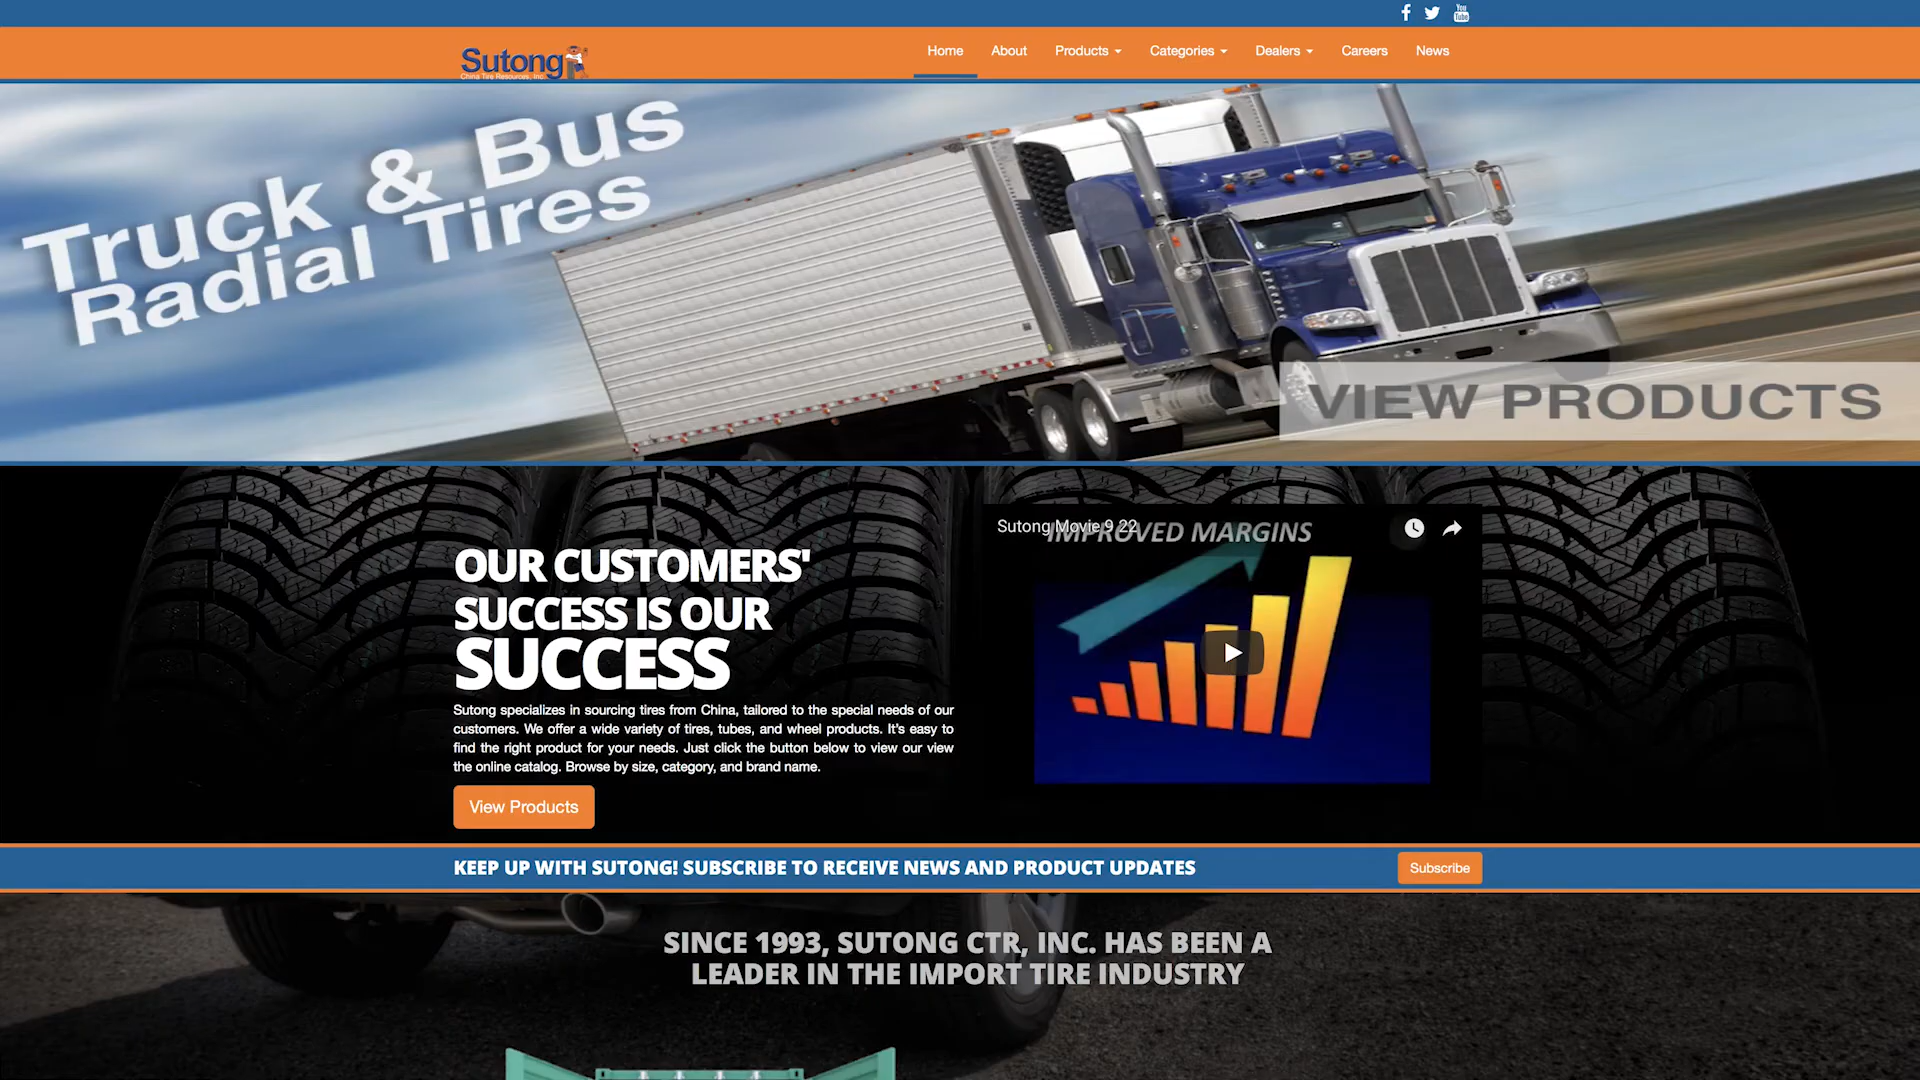 You
Tube
Sutong
China Tire Resources, Inc.
Home
About
Products
Categories
Dealers
Careers
News
Truck & Bus
Radial Tires
VIEW PRODUCTS
OUR CUSTOMERS'
SUCCESS IS OUR
SUCCESS
Sutong specializes in sourcing tires from China, tailored to the special needs of our
customers. We offer a wide variety of tires, tubes, and wheel products. It's easy to
find the right product for your needs. Just click the button below to view our view
the online catalog. Browse by size, category, and brand name.
View Products
Sutong Movie 9 22
IMPROVED MARGINS
KEEP UP WITH SUTONG! SUBSCRIBE TO RECEIVE NEWS AND PRODUCT UPDATES
Subscribe
SINCE 1993, SUTONG CTR, INC. HAS BEEN A
LEADER IN THE IMPORT TIRE INDUSTRY